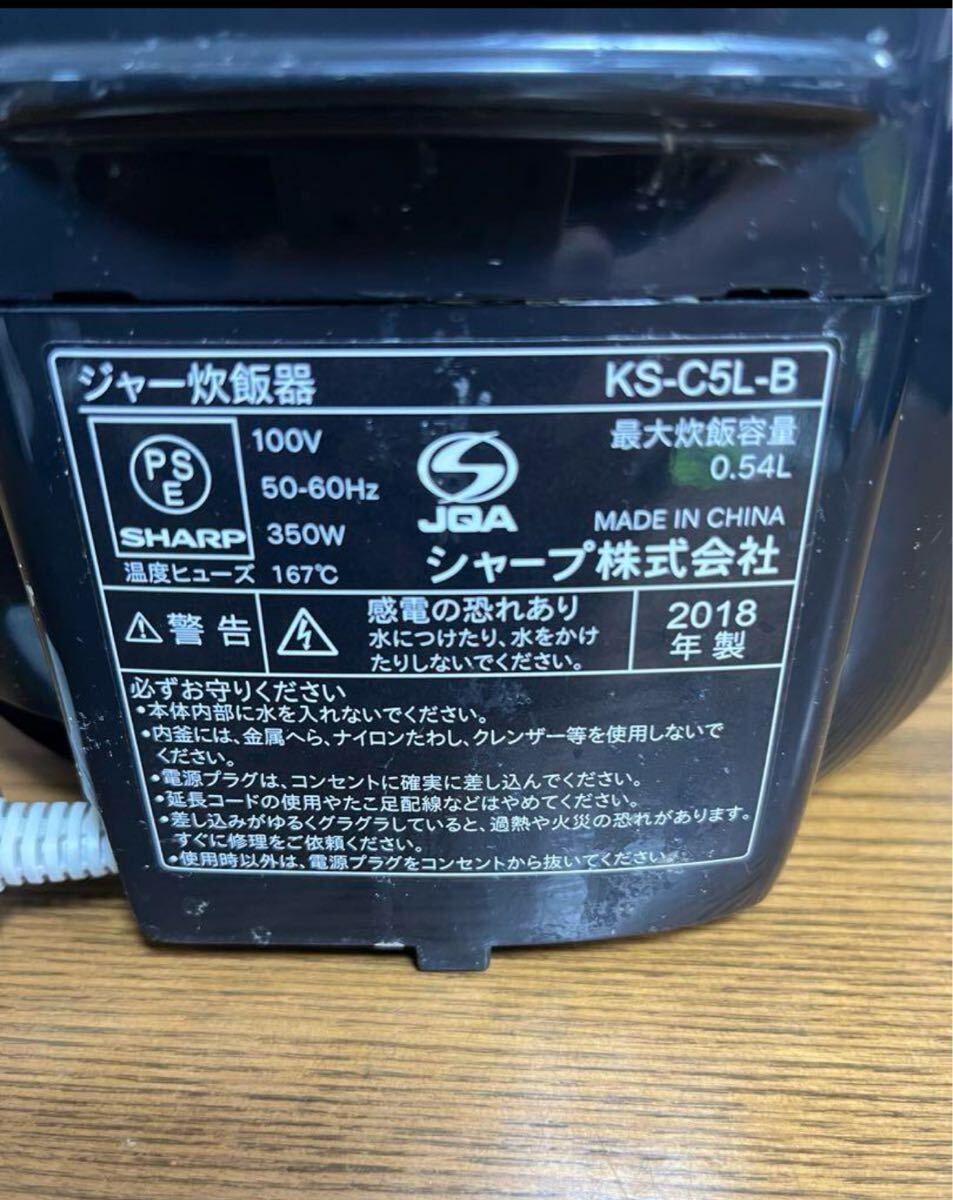 ジャー炊飯器 KS-C5L-B
PS
E
SHARP
100V
50-60Hz
350W
温度ヒューズ 167℃
JQA
最大炊飯容量
0.54L
MADE IN CHINA
シャープ株式会社
警告
感電の恐れあり
水につけたり、水をかけ
たりしないでください。
2018
年製
必ずお守りください
•本体内部に水を入れないでください。
•内釜には、金属へら、ナイロンたわし、クレンザー等を使用しないで
ください。
•電源プラグは、コンセントに確実に差し込んでください。
•延長コードの使用やたこ足配線などはやめてください。
•差し込みがゆるくグラグラしていると、過熱や火災の恐れがあります。
すぐに修理をご依頼ください。
•使用時以外は、電源プラグをコンセントから抜いてください。